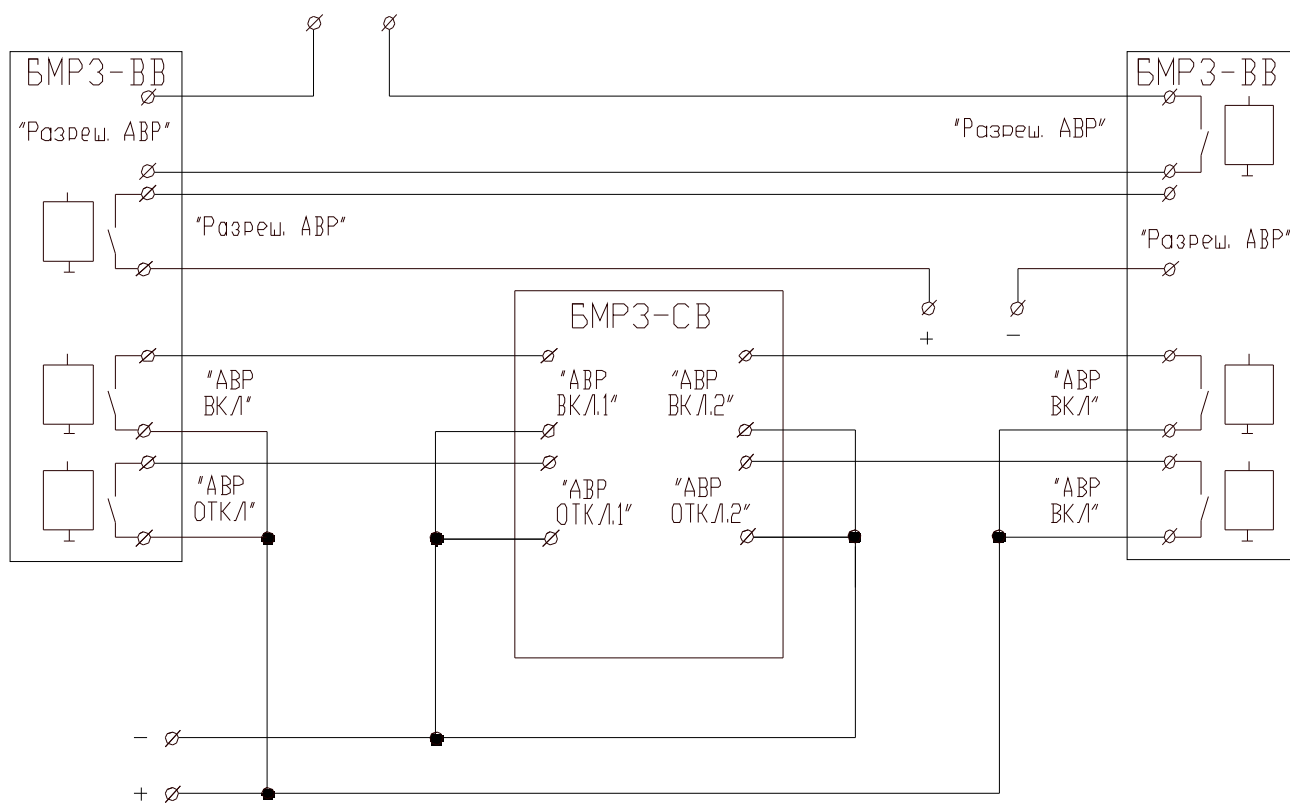 БМРЗ-ВВ
БМРЗ-ВВ
"Разреш. АВР"
"Разреш. АВР"
"Разреш. АВР"
"Разреш. АВР"
БМРЗ-СВ
+
-
"АВР
ВКЛ"
"АВР
ВКЛ.1"
"АВР
ВКЛ.2"
"АВР
ВКЛ"
"АВР
ОТКЛ"
"АВР
ОТКЛ.1"
"АВР
ОТКЛ.2"
"АВР
ВКЛ"
-
+